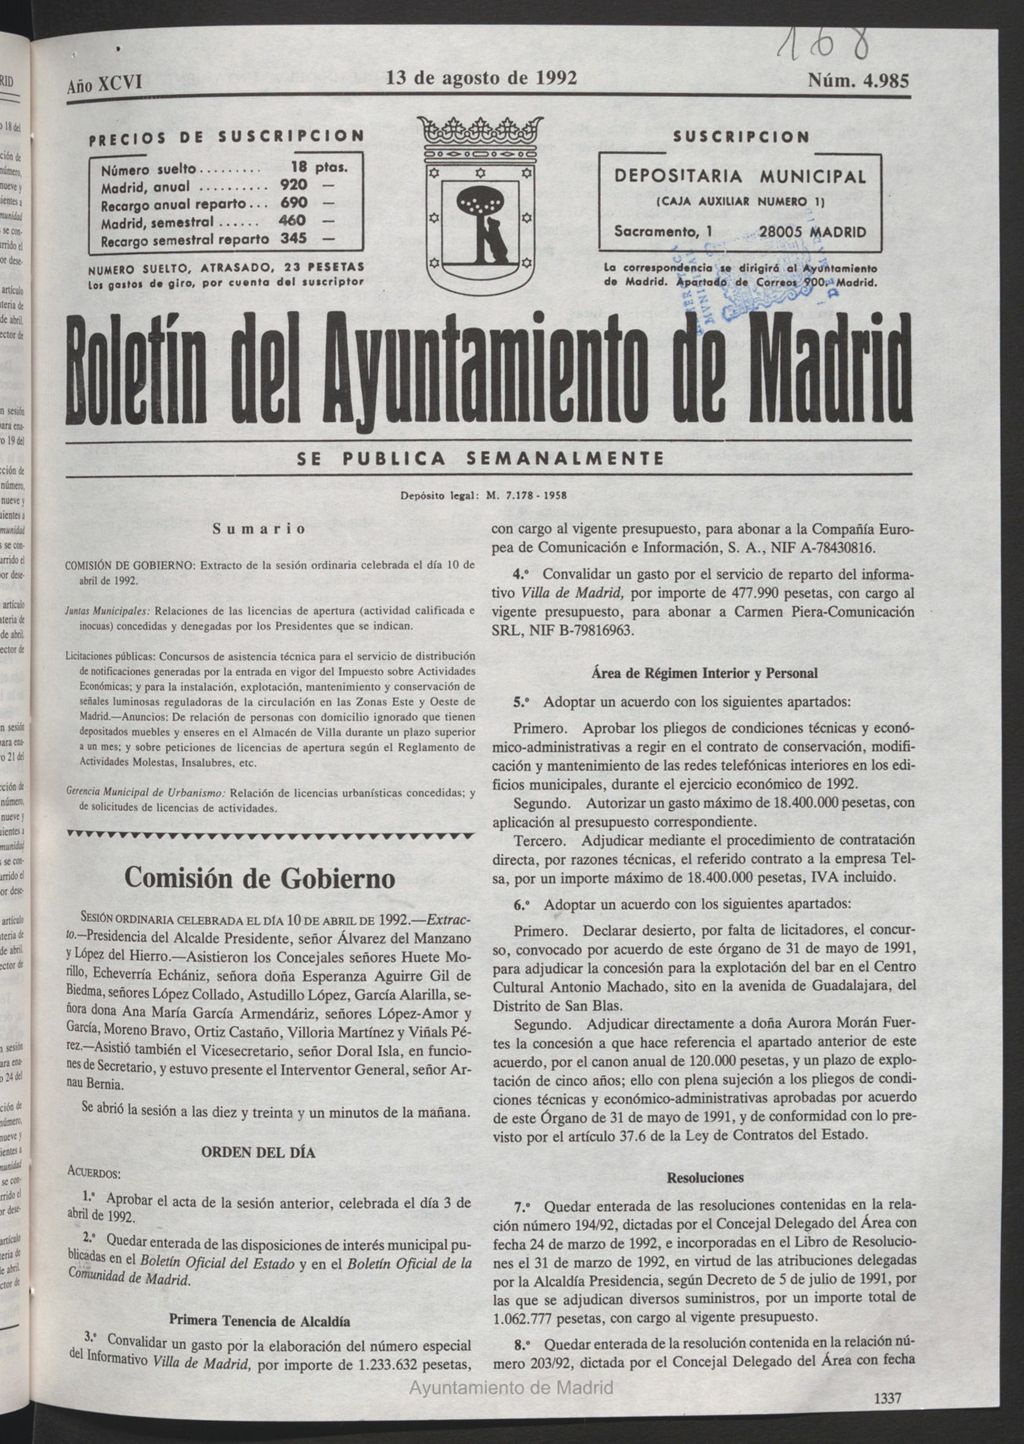 168
Año XCVI
13 de agosto de 1992
Núm. 4.985
PRECIOS DE SUSCRIPCION
Número suelto......... 18 ptas.
Madrid, anual .......... 920 —
Recargo anual reparto... 690 —
Madrid, semestral ...... 460 —
Recargo semestral reparto 345 —
NUMERO SUELTO, ATRASADO, 23 PESETAS
Los gastos de giro, por cuenta del suscriptor
SUSCRIPCION
DEPOSITARIA MUNICIPAL
(CAJA AUXILIAR NUMERO 1)
Sacramento, 1 28005 MADRID
La correspondencia se dirigirá al Ayuntamiento
de Madrid. Apartado de Correos 900, Madrid.
Boletín del Ayuntamiento de Madrid
SE PUBLICA SEMANALMENTE
Depósito legal: M. 7.178 - 1958
Sumario
COMISIÓN DE GOBIERNO: Extracto de la sesión ordinaria celebrada el día 10 de
abril de 1992.
Juntas Municipales: Relaciones de las licencias de apertura (actividad calificada e
inocuas) concedidas y denegadas por los Presidentes que se indican.
Licitaciones públicas: Concursos de asistencia técnica para el servicio de distribución
de notificaciones generadas por la entrada en vigor del Impuesto sobre Actividades
Económicas; y para la instalación, explotación, mantenimiento y conservación de
señales luminosas reguladoras de la circulación en las Zonas Este y Oeste de
Madrid.—Anuncios: De relación de personas con domicilio ignorado que tienen
depositados muebles y enseres en el Almacén de Villa durante un plazo superior
a un mes; y sobre peticiones de licencias de apertura según el Reglamento de
Actividades Molestas, Insalubres, etc.
Gerencia Municipal de Urbanismo: Relación de licencias urbanísticas concedidas; y
de solicitudes de licencias de actividades.
Comisión de Gobierno
SESIÓN ORDINARIA CELEBRADA EL DÍA 10 DE ABRIL DE 1992.—Extrac-
to.—Presidencia del Alcalde Presidente, señor Álvarez del Manzano
y López del Hierro.—Asistieron los Concejales señores Huete Mo-
rillo, Echeverría Echániz, señora doña Esperanza Aguirre Gil de
Biedma, señores López Collado, Astudillo López, García Alarilla, se-
ñora dona Ana María García Armendáriz, señores López-Amor y
García, Moreno Bravo, Ortiz Castaño, Villoria Martínez y Viñals Pé-
rez.—Asistió también el Vicesecretario, señor Doral Isla, en funcio-
nes de Secretario, y estuvo presente el Interventor General, señor Ar-
nau Bernia.
Se abrió la sesión a las diez y treinta y un minutos de la mañana.
ORDEN DEL DÍA
ACUERDOS:
1.º Aprobar el acta de la sesión anterior, celebrada el día 3 de
abril de 1992.
2.º Quedar enterada de las disposiciones de interés municipal pu-
blicadas en el Boletín Oficial del Estado y en el Boletín Oficial de la
Comunidad de Madrid.
Primera Tenencia de Alcaldía
3.º Convalidar un gasto por la elaboración del número especial
del Informativo Villa de Madrid, por importe de 1.233.632 pesetas,
con cargo al vigente presupuesto, para abonar a la Compañía Euro-
pea de Comunicación e Información, S. A., NIF A-78430816.
4.º Convalidar un gasto por el servicio de reparto del informa-
tivo Villa de Madrid, por importe de 477.990 pesetas, con cargo al
vigente presupuesto, para abonar a Carmen Piera-Comunicación
SRL, NIF B-79816963.
Área de Régimen Interior y Personal
5.º Adoptar un acuerdo con los siguientes apartados:
Primero. Aprobar los pliegos de condiciones técnicas y econó-
mico-administrativas a regir en el contrato de conservación, modifi-
cación y mantenimiento de las redes telefónicas interiores en los edi-
ficios municipales, durante el ejercicio económico de 1992.
Segundo. Autorizar un gasto máximo de 18.400.000 pesetas, con
aplicación al presupuesto correspondiente.
Tercero. Adjudicar mediante el procedimiento de contratación
directa, por razones técnicas, el referido contrato a la empresa Tel-
sa, por un importe máximo de 18.400.000 pesetas, IVA incluido.
6.º Adoptar un acuerdo con los siguientes apartados:
Primero. Declarar desierto, por falta de licitadores, el concur-
so, convocado por acuerdo de este órgano de 31 de mayo de 1991,
para adjudicar la concesión para la explotación del bar en el Centro
Cultural Antonio Machado, sito en la avenida de Guadalajara, del
Distrito de San Blas.
Segundo. Adjudicar directamente a doña Aurora Morán Fuer-
tes la concesión a que hace referencia el apartado anterior de este
acuerdo, por el canon anual de 120.000 pesetas, y un plazo de explo-
tación de cinco años; ello con plena sujeción a los pliegos de condi-
ciones técnicas y económico-administrativas aprobadas por acuerdo
de este Órgano de 31 de mayo de 1991, y de conformidad con lo pre-
visto por el artículo 37.6 de la Ley de Contratos del Estado.
Resoluciones
7.º Quedar enterada de las resoluciones contenidas en la rela-
ción número 194/92, dictadas por el Concejal Delegado del Área con
fecha 24 de marzo de 1992, e incorporadas en el Libro de Resolucio-
nes el 31 de marzo de 1992, en virtud de las atribuciones delegadas
por la Alcaldía Presidencia, según Decreto de 5 de julio de 1991, por
las que se adjudican diversos suministros, por un importe total de
1.062.777 pesetas, con cargo al vigente presupuesto.
8.º Quedar enterada de la resolución contenida en la relación nú-
mero 203/92, dictada por el Concejal Delegado del Área con fecha
Ayuntamiento de Madrid
1337